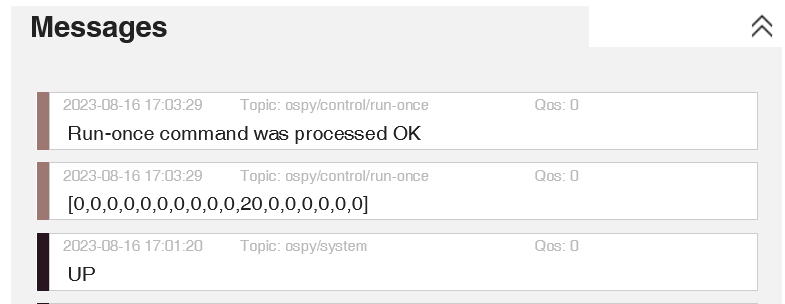 Messages
2023-08-16 17:03:29 Topic: ospy/control/run-once Qos: 0
Run-once command was processed OK
2023-08-16 17:03:29 Topic: ospy/control/run-once Qos: 0
[0,0,0,0,0,0,0,0,0,0,20,0,0,0,0,0,0,0]
2023-08-16 17:01:20 Topic: ospy/system Qos: 0
UP